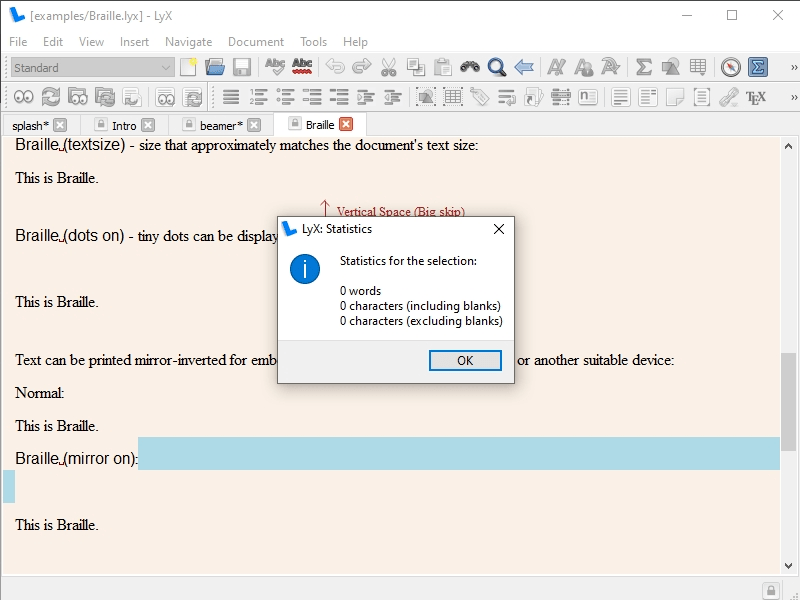 [examples/Braille.lyx] - LyX
File Edit View Insert Navigate Document Tools Help
Standard
splash* Intro beamer* Braille
Braille (textsize) - size that approximately matches the document's text size:
This is Braille.
Vertical Space (Big skip)
Braille (dots on) - tiny dots can be display
This is Braille.
Text can be printed mirror-inverted for emb or another suitable device:
Normal:
This is Braille.
Braille (mirror on):
This is Braille.
LyX: Statistics
Statistics for the selection:
0 words
0 characters (including blanks)
0 characters (excluding blanks)
OK